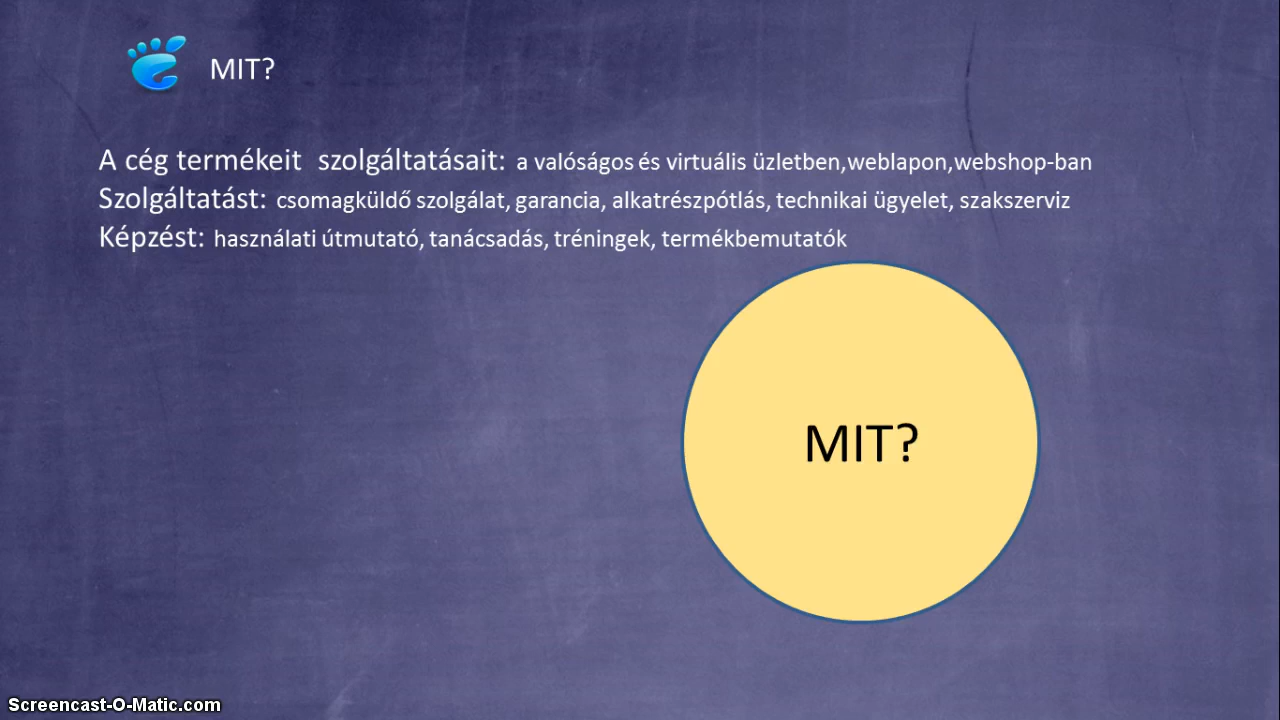 MIT?
A cég termékeit  szolgáltatásait: a valóságos és virtuális üzletben,weblapon,webshop-ban
Szolgáltatást: csomagküldő szolgálat, garancia, alkatrészpótlás, technikai ügyelet, szakszerviz
Képzést: használati útmutató, tanácsadás, tréningek, termékbemutatók
MIT?
Screencast-O-Matic.com